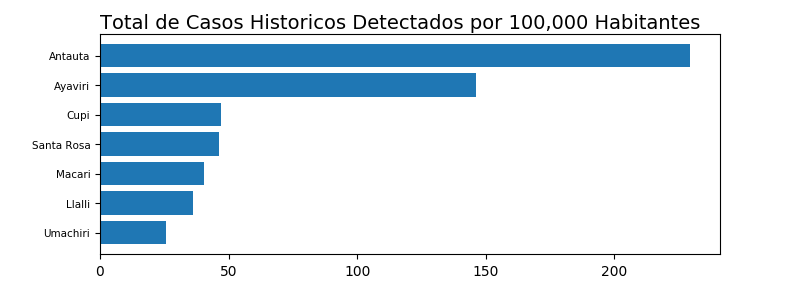 Total de Casos Historicos Detectados por 100,000 Habitantes
Antauta
Ayaviri
Cupi
Santa Rosa
Macari
Llalli
Umachiri
0 50 100 150 200